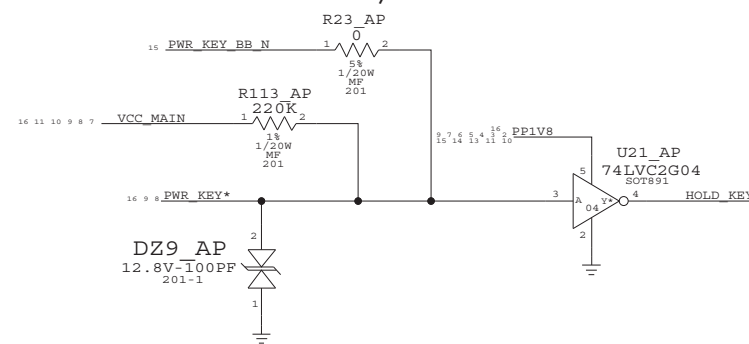 R23_AP
0
1 2
15 PWR_KEY_BB_N
5%
1/20W
MF
201
R113_AP
220K
1 2
16 11 10 9 8 7 VCC_MAIN
1%
1/20W
MF
201
16
9 7 6 5 4 3 2 PP1V8
15 14 13 11 10
U21_AP
74LVC2G04
SOT891
5
16 9 8 PWR_KEY*
3 A Y* 4 HOLD_KEY
04
2
DZ9_AP
12.8V-100PF
201-1
2
1